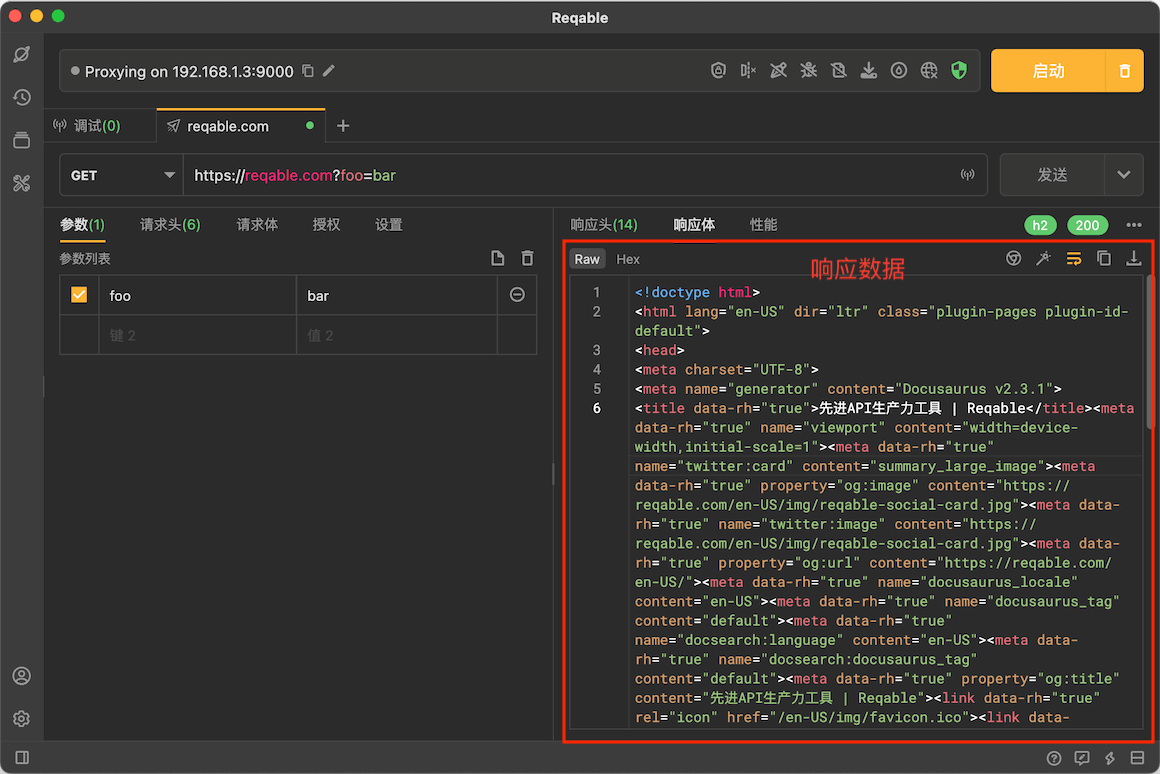 Reqable
Proxying on 192.168.1.3:9000
启动
调试(0)
reqable.com
GET
https://reqable.com?foo=bar
发送
参数(1) 请求头(6) 请求体 授权 设置
参数列表
foo bar
键 2 值 2
响应头(14) 响应体 性能 h2 200
Raw Hex
响应数据
1 <!doctype html>
2 <html lang="en-US" dir="ltr" class="plugin-pages plugin-id-
default">
3 <head>
4 <meta charset="UTF-8">
5 <meta name="generator" content="Docusaurus v2.3.1">
6 <title data-rh="true">先进API生产力工具 | Reqable</title><meta
data-rh="true" name="viewport" content="width=device-
width,initial-scale=1"><meta data-rh="true"
name="twitter:card" content="summary_large_image"><meta
data-rh="true" property="og:image" content="https://
reqable.com/en-US/img/reqable-social-card.jpg"><meta data-
rh="true" name="twitter:image" content="https://
reqable.com/en-US/img/reqable-social-card.jpg"><meta data-
rh="true" property="og:url" content="https://reqable.com/
en-US/"><meta data-rh="true" name="docusaurus_locale"
content="en-US"><meta data-rh="true" name="docusaurus_tag"
content="default"><meta data-rh="true"
name="docsearch:language" content="en-US"><meta data-
rh="true" name="docsearch:docusaurus_tag"
content="default"><meta data-rh="true" property="og:title"
content="先进API生产力工具 | Reqable"><link data-rh="true"
rel="icon" href="/en-US/img/favicon.ico"><link data-